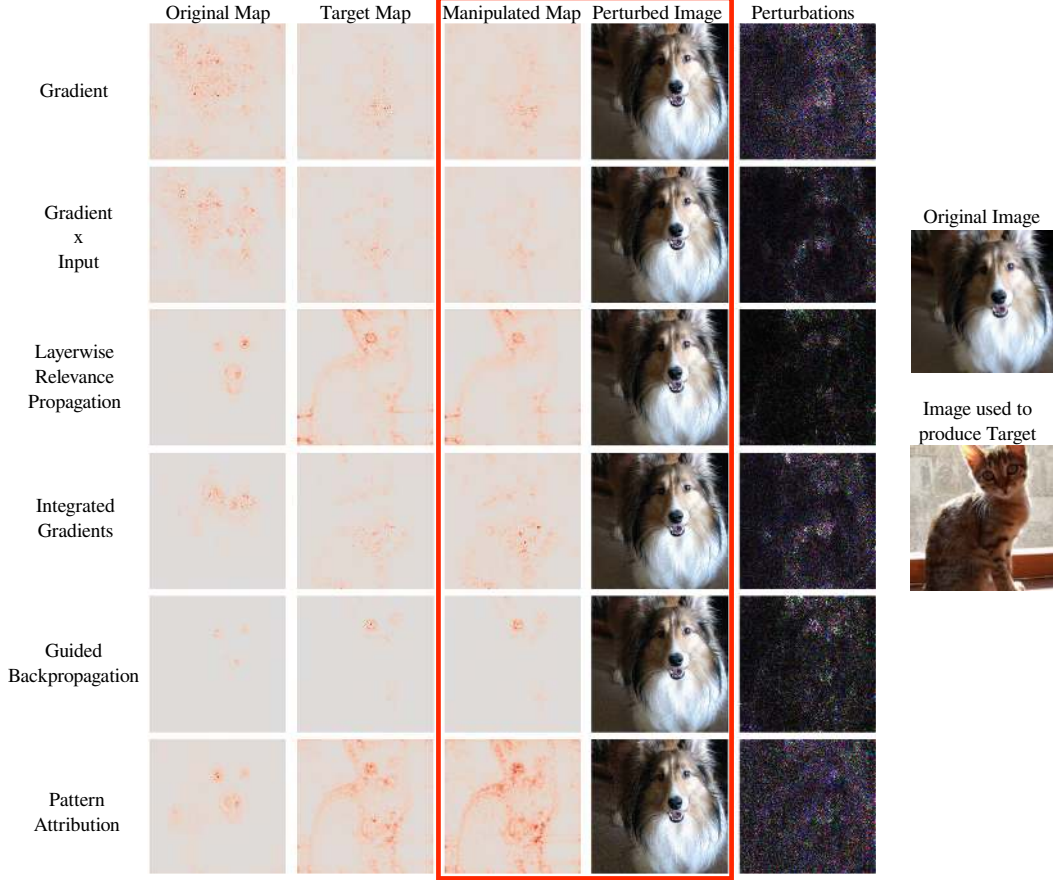 Original Map Target Map Manipulated Map Perturbed Image Perturbations
Gradient
Gradient
x
Input
Original Image
Layerwise
Relevance
Propagation
Image used to
produce Target
Integrated
Gradients
Guided
Backpropagation
Pattern
Attribution